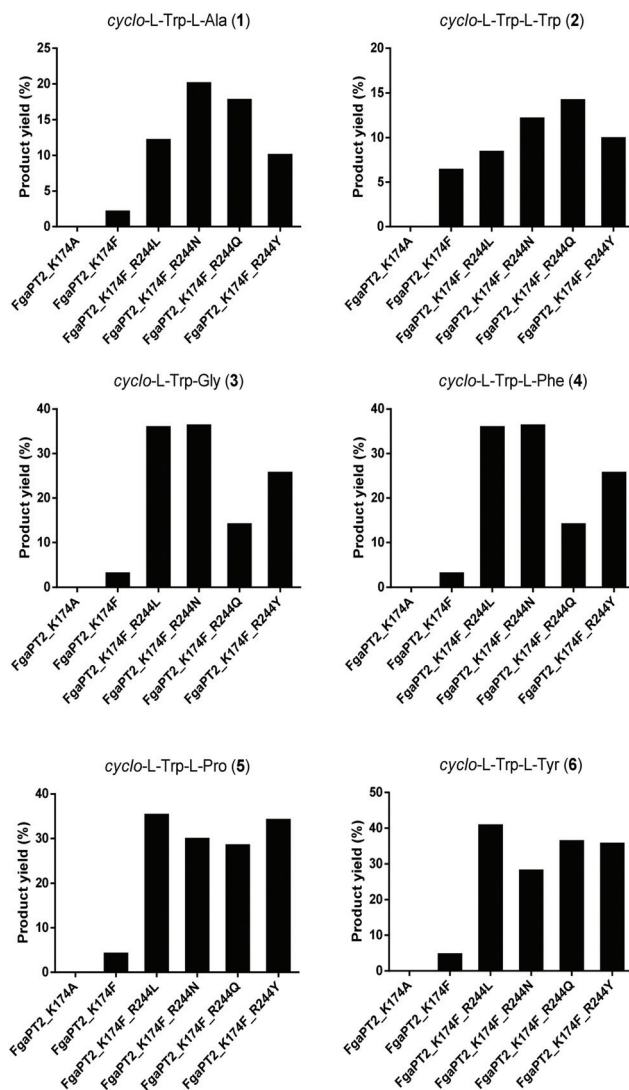 cyclo-L-Trp-L-Ala (1)
Product yield (%)
25
20
15
10
5
0
FgaPT2_K174A
FgaPT2_K174F
FgaPT2_K174F_R244L
FgaPT2_K174F_R244N
FgaPT2_K174F_R244Q
FgaPT2_K174F_R244Y
cyclo-L-Trp-L-Trp (2)
Product yield (%)
20
15
10
5
0
FgaPT2_K174A
FgaPT2_K174F
FgaPT2_K174F_R244L
FgaPT2_K174F_R244N
FgaPT2_K174F_R244Q
FgaPT2_K174F_R244Y
cyclo-L-Trp-Gly (3)
Product yield (%)
40
30
20
10
0
FgaPT2_K174A
FgaPT2_K174F
FgaPT2_K174F_R244L
FgaPT2_K174F_R244N
FgaPT2_K174F_R244Q
FgaPT2_K174F_R244Y
cyclo-L-Trp-L-Phe (4)
Product yield (%)
40
30
20
10
0
FgaPT2_K174A
FgaPT2_K174F
FgaPT2_K174F_R244L
FgaPT2_K174F_R244N
FgaPT2_K174F_R244Q
FgaPT2_K174F_R244Y
cyclo-L-Trp-L-Pro (5)
Product yield (%)
40
30
20
10
0
FgaPT2_K174A
FgaPT2_K174F
FgaPT2_K174F_R244L
FgaPT2_K174F_R244N
FgaPT2_K174F_R244Q
FgaPT2_K174F_R244Y
cyclo-L-Trp-L-Tyr (6)
Product yield (%)
50
40
30
20
10
0
FgaPT2_K174A
FgaPT2_K174F
FgaPT2_K174F_R244L
FgaPT2_K174F_R244N
FgaPT2_K174F_R244Q
FgaPT2_K174F_R244Y